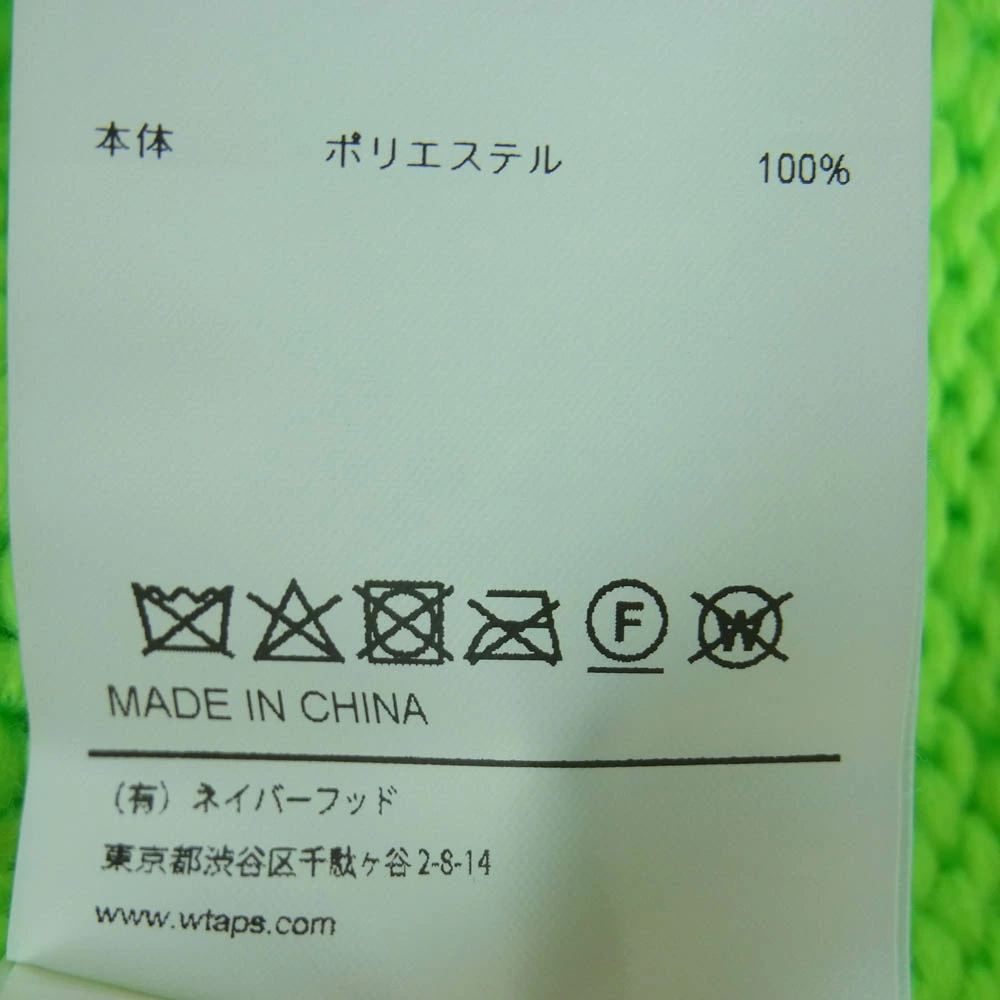 本体 ポリエステル 100%
F W
MADE IN CHINA
（有）ネイバーフッド
東京都渋谷区千駄ヶ谷2-8-14
www.wtaps.com